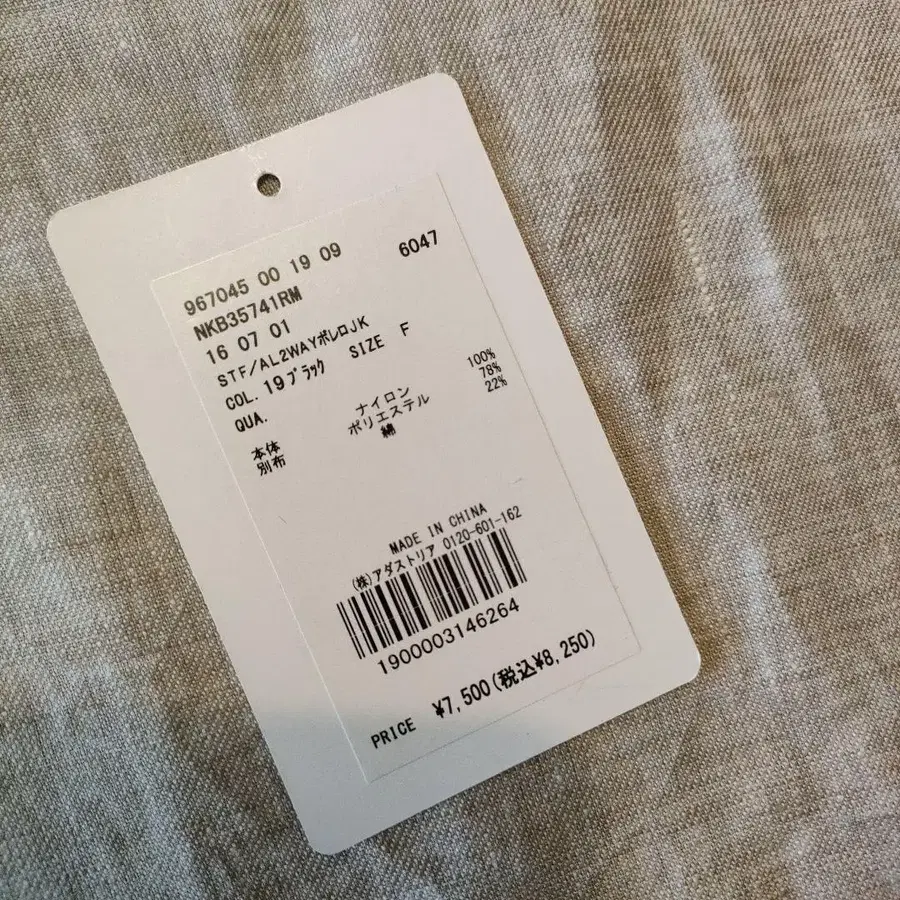 967045 00 19 09 6047
NKB35741RM
16 07 01
STF/AL2WAYボレロJK
COL. 19ブラック SIZE F
QUA.
本体 ナイロン 100%
別布 ポリエステル 78%
綿 22%
MADE IN CHINA
(株)アダストリア 0120-601-162
1900003146264
PRICE ¥7,500(税込¥8,250)